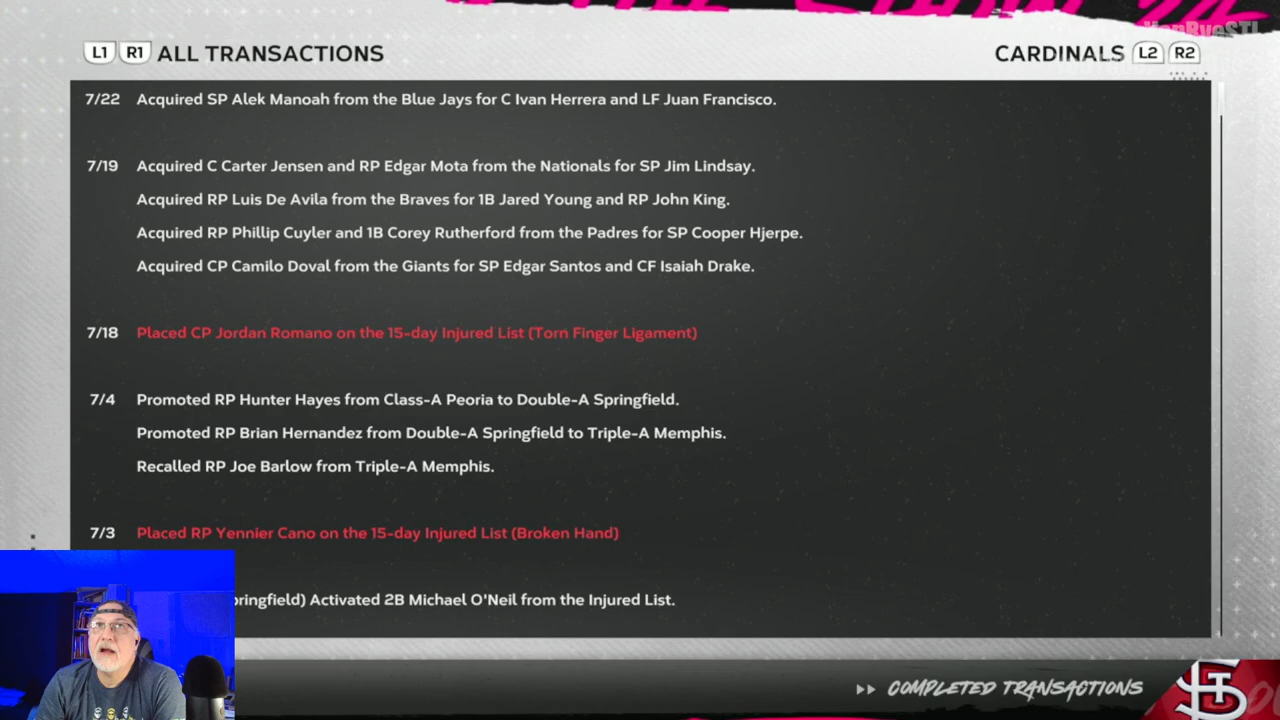 L1 R1 ALL TRANSACTIONS
CARDINALS L2 R2
7/22 Acquired SP Alek Manoah from the Blue Jays for C Ivan Herrera and LF Juan Francisco.
7/19 Acquired C Carter Jensen and RP Edgar Mota from the Nationals for SP Jim Lindsay.
Acquired RP Luis De Avila from the Braves for 1B Jared Young and RP John King.
Acquired RP Phillip Cuyler and 1B Corey Rutherford from the Padres for SP Cooper Hjerpe.
Acquired CP Camilo Doval from the Giants for SP Edgar Santos and CF Isaiah Drake.
7/18 Placed CP Jordan Romano on the 15-day Injured List (Torn Finger Ligament)
7/4 Promoted RP Hunter Hayes from Class-A Peoria to Double-A Springfield.
Promoted RP Brian Hernandez from Double-A Springfield to Triple-A Memphis.
Recalled RP Joe Barlow from Triple-A Memphis.
7/3 Placed RP Yennier Cano on the 15-day Injured List (Broken Hand)
pringfield) Activated 2B Michael O'Neil from the Injured List.
COMPLETED TRANSACTIONS
STL